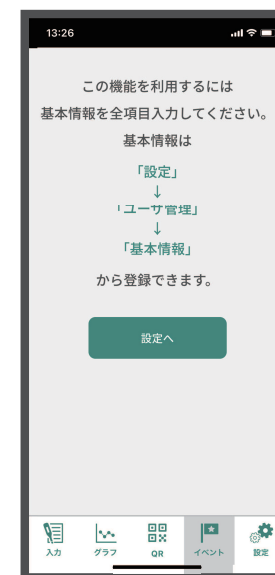 13:26
この機能を利用するには
基本情報を全項目入力してください。
基本情報は
「設定」
↓
「ユーザ管理」
↓
「基本情報」
から登録できます。
設定へ
入力 グラフ QR イベント 設定